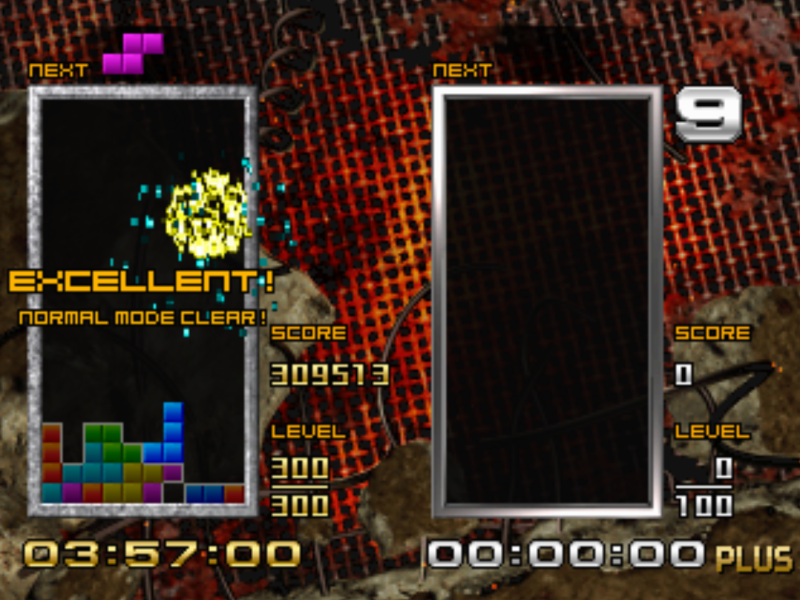 NEXT
NEXT
9
EXCELLENT!
NORMAL MODE CLEAR!
SCORE
309513
LEVEL
300
300
SCORE
0
LEVEL
0
100
03:57:00
00:00:00 PLUS